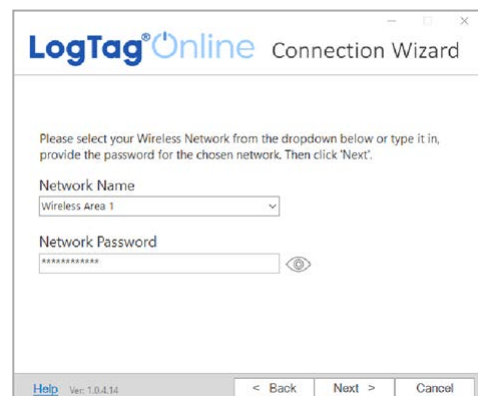 LogTag® Online Connection Wizard
Please select your Wireless Network from the dropdown below or type it in,
provide the password for the chosen network. Then click 'Next'.
Network Name
Wireless Area 1
Network Password
************
Help Ver: 1.0.4.14 < Back Next > Cancel